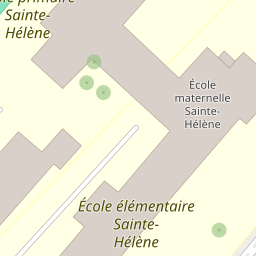 primaire
Sainte-
Hélène
École
maternelle
Sainte-
Hélène
École élémentaire
Sainte-
Hélène